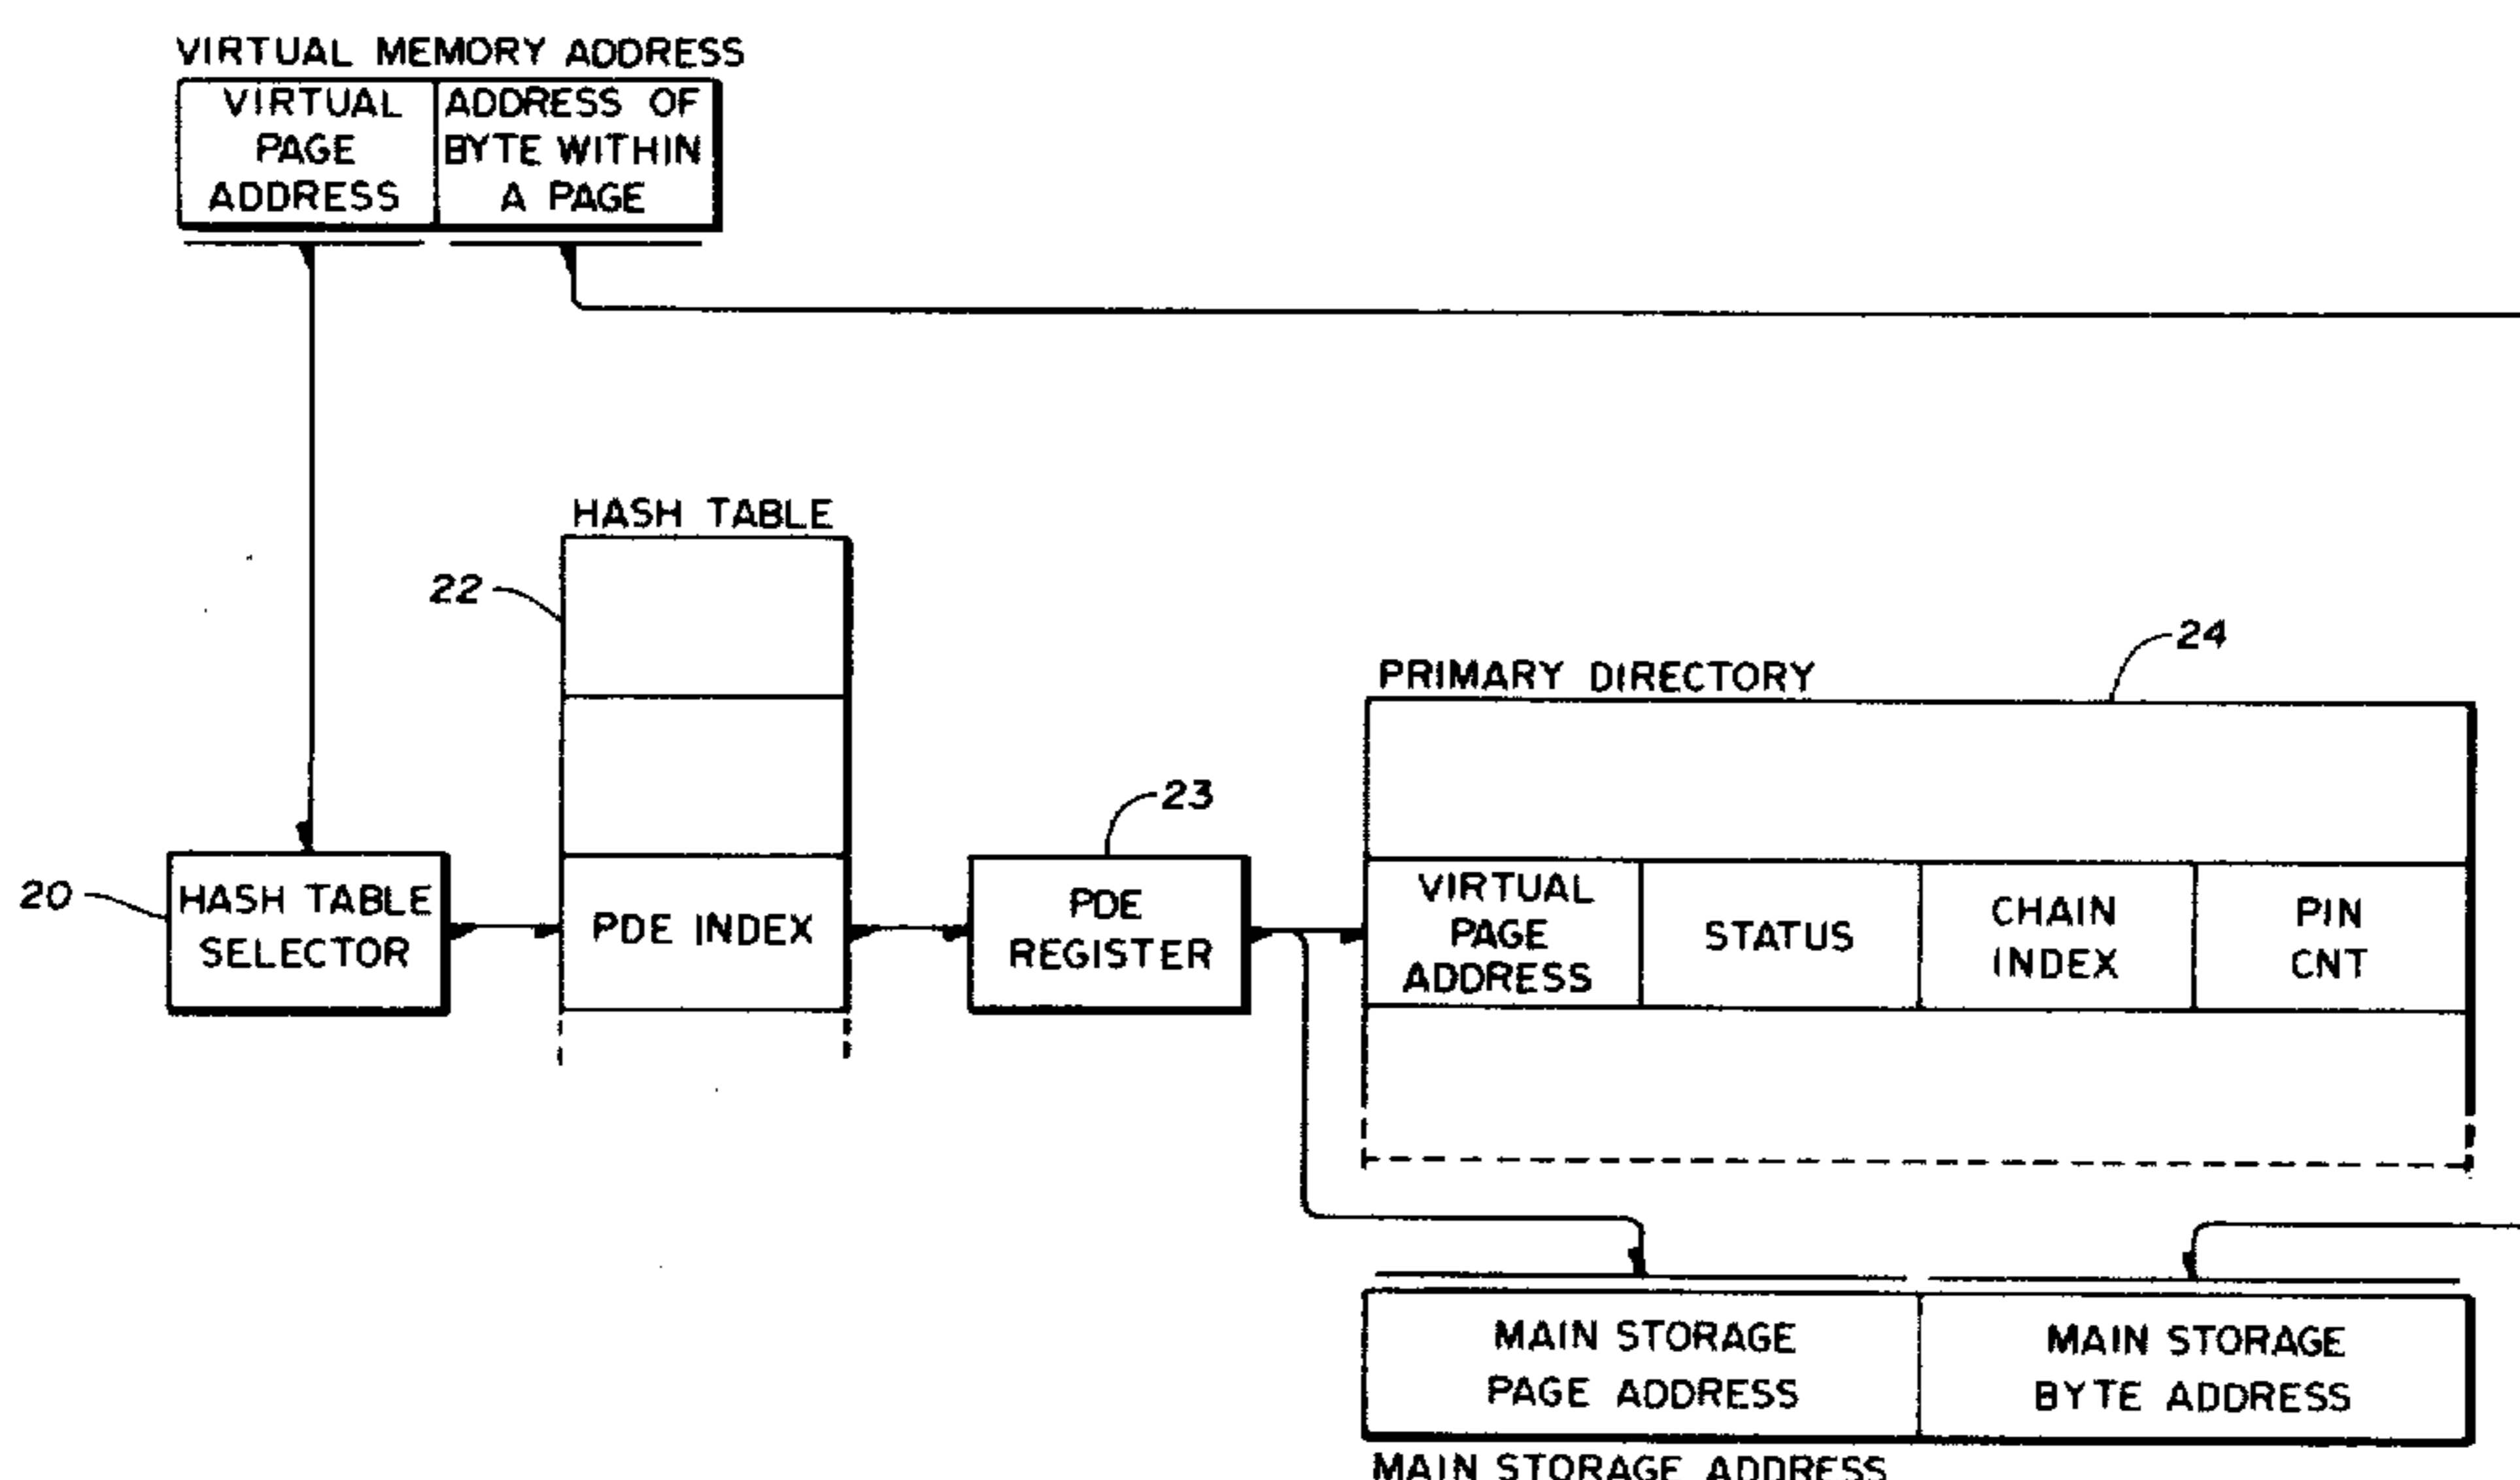 VIRTUAL MEMORY ADDRESS
VIRTUAL
PAGE
ADDRESS
ADDRESS OF
BYTE WITHIN
A PAGE
HASH TABLE
22
24
PRIMARY DIRECTORY
23
20
HASH TABLE
SELECTOR
PDE INDEX
PDE
REGISTER
VIRTUAL
PAGE
ADDRESS
STATUS
CHAIN
INDEX
PIN
CNT
MAIN STORAGE
PAGE ADDRESS
MAIN STORAGE
BYTE ADDRESS
MAIN STORAGE ADDRESS